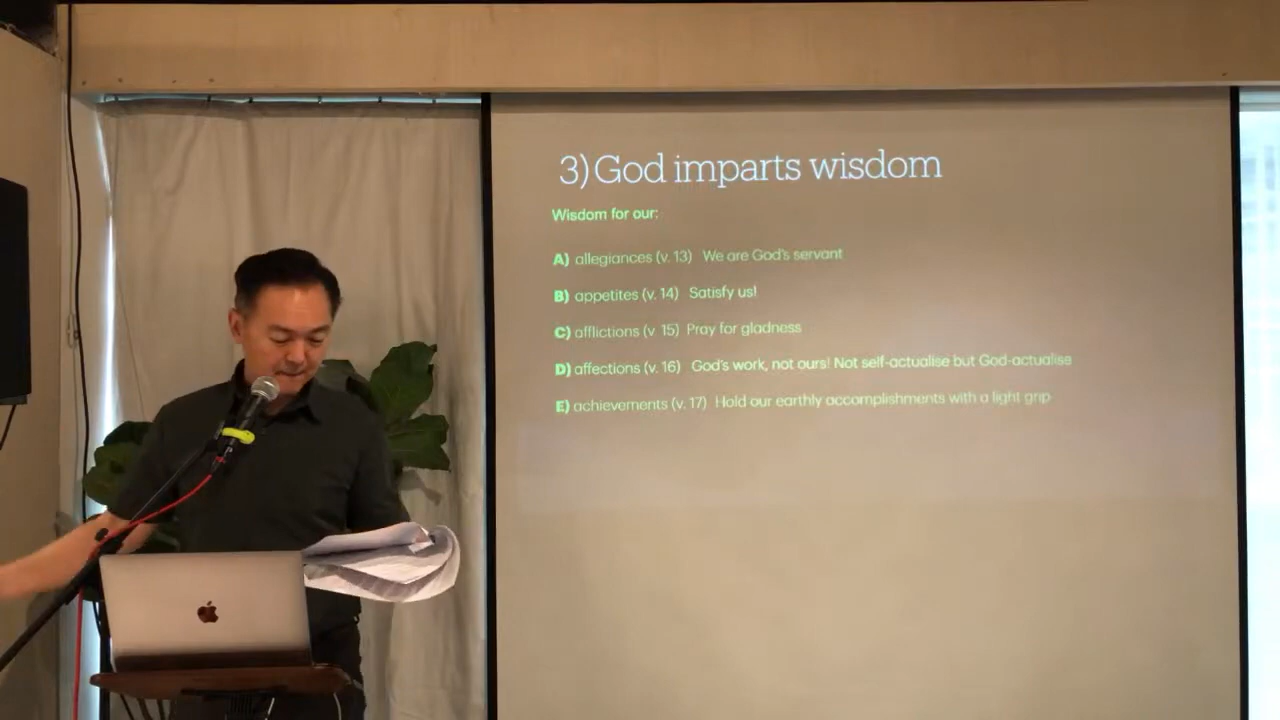 3) God imparts wisdom
Wisdom for our:
A) allegiances (v. 13) We are God's servant
B) appetites (v. 14) Satisfy us!
C) afflictions (v. 15) Pray for gladness
D) affections (v. 16) God's work, not ours! Not self-actualise but God-actualise
E) achievements (v. 17) Hold our earthly accomplishments with a light grip